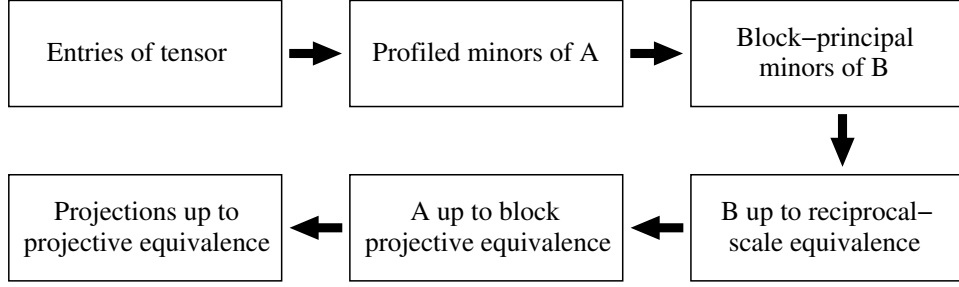 Entries of tensor
Profiled minors of A
Block−principal
minors of B
Projections up to
projective equivalence
A up to block
projective equivalence
B up to reciprocal−
scale equivalence